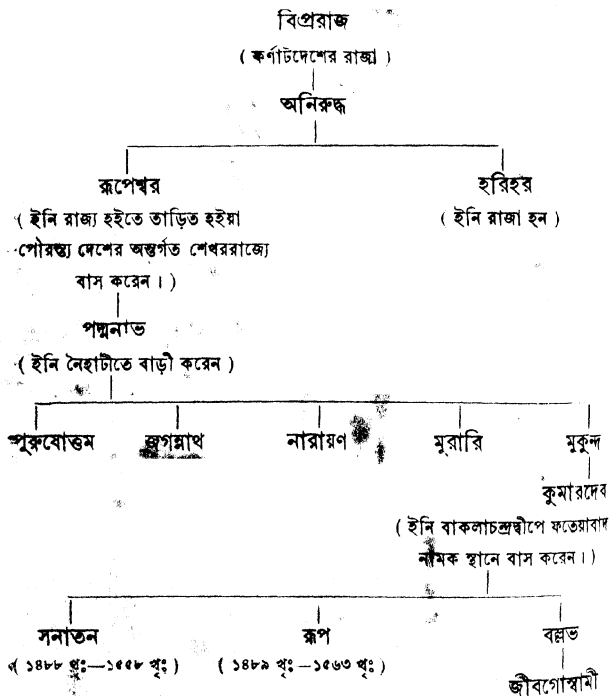 বিপ্ররাজ
( কর্ণাটদেশের রাজা )
অনিরুদ্ধ
রূপেশ্বর হরিহর
( ইনি রাজ্য হইতে তাড়িত হইয়া ( ইনি রাজা হন )
পৌরস্ত্য দেশের অন্তর্গত শেখররাজ্যে
বাস করেন । )
পদ্মনাভ
( ইনি নৈহাটীতে বাড়ী করেন )
পুরুষোত্তম জগন্নাথ নারায়ণ মুরারি মুকুন্দ
কুমারদেব
( ইনি বাকলাচন্দ্রদ্বীপে ফতেয়াবাদ
নামক স্থানে বাস করেন । )
সনাতন রূপ বল্লভ
( ১৪৮৮ খৃঃ—১৫৫৮ খৃঃ ) ( ১৪৮৯ খৃঃ—১৫৬৩ খৃঃ )
জীবগোস্বামী